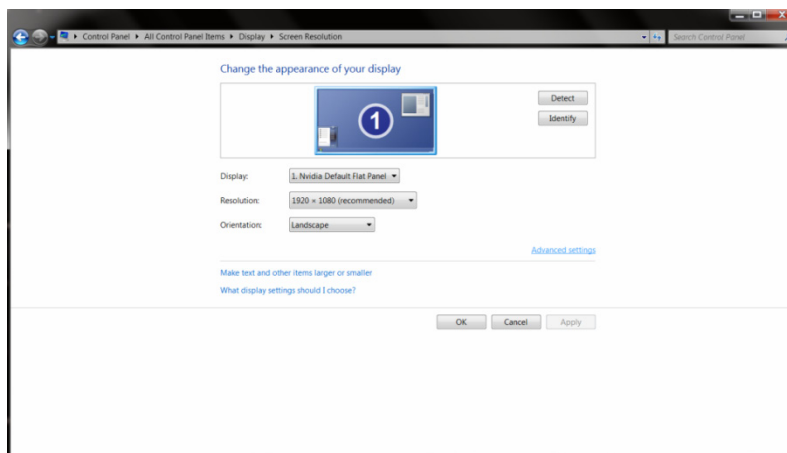 Control Panel ▸ All Control Panel Items ▸ Display ▸ Screen Resolution
Search Control Panel
Change the appearance of your display
1
Detect
Identify
Display: 1. Nvidia Default Flat Panel
Resolution: 1920 × 1080 (recommended)
Orientation: Landscape
Advanced settings
Make text and other items larger or smaller
What display settings should I choose?
OK Cancel Apply